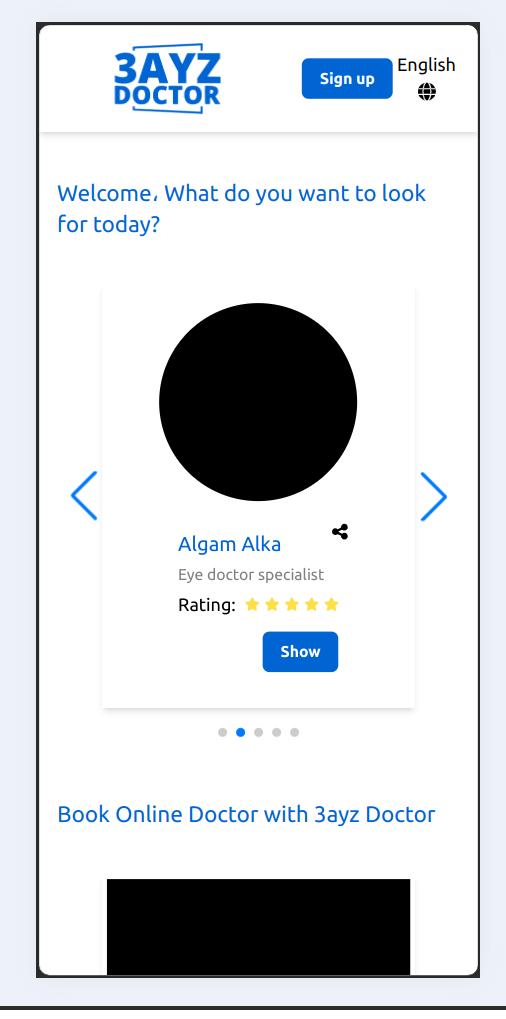 3AYZ
DOCTOR
Sign up
English
Welcome، What do you want to look
for today?
Algam Alka
Eye doctor specialist
Rating:
Show
Book Online Doctor with 3ayz Doctor